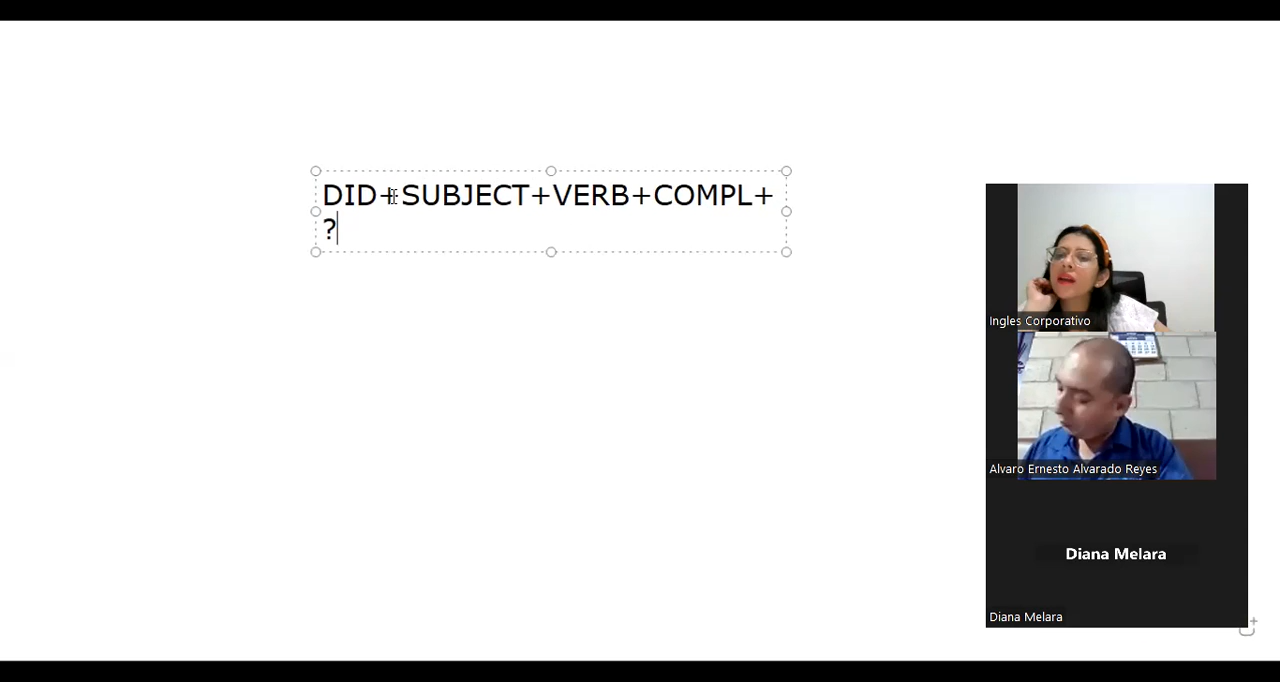 DID+SUBJECT+VERB+COMPL+
?
Ingles Corporativo
Alvaro Ernesto Alvarado Reyes
Diana Melara
Diana Melara